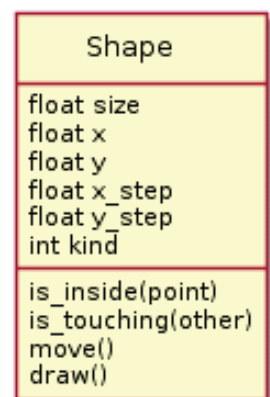 Shape
float size
float x
float y
float x_step
float y_step
int kind
is_inside(point)
is_touching(other)
move()
draw()